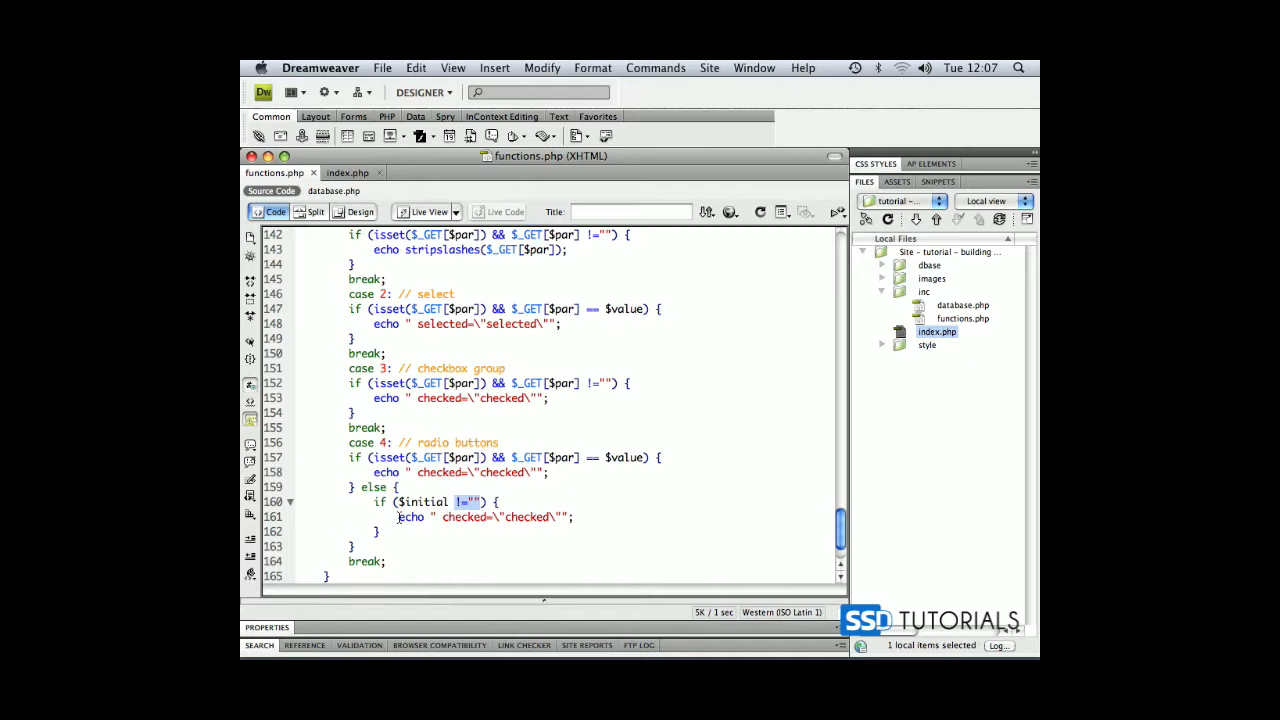 Dreamweaver File Edit View Insert Modify Format Commands Site Window Help Tue 12:07
Dw DESIGNER
Common Layout Forms PHP Data Spry InContext Editing Text Favorites
functions.php (XHTML)
functions.php × index.php ×
Source Code database.php
Code Split Design Live View Live Code Title:
142 if (isset($_GET[$par]) && $_GET[$par] !="") {
143 echo stripslashes($_GET[$par]);
144 }
145 break;
146 case 2: // select
147 if (isset($_GET[$par]) && $_GET[$par] == $value) {
148 echo " selected=\"selected\"";
149 }
150 break;
151 case 3: // checkbox group
152 if (isset($_GET[$par]) && $_GET[$par] !="") {
153 echo " checked=\"checked\"";
154 }
155 break;
156 case 4: // radio buttons
157 if (isset($_GET[$par]) && $_GET[$par] == $value) {
158 echo " checked=\"checked\"";
159 } else {
160 if ($initial !="") {
161 echo " checked=\"checked\"";
162 }
163 }
164 break;
165 }
5K / 1 sec Western (ISO Latin 1)
PROPERTIES
SEARCH REFERENCE VALIDATION BROWSER COMPATIBILITY LINK CHECKER SITE REPORTS FTP LOG
CSS STYLES AP ELEMENTS
FILES ASSETS SNIPPETS
tutorial -... Local view
Local Files
Site - tutorial - building ...
dbase
images
inc
database.php
functions.php
index.php
style
SSD TUTORIALS
1 local items selected Log...